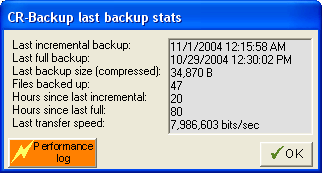 CR-Backup last backup stats
Last incremental backup: 11/1/2004 12:15:58 AM
Last full backup: 10/29/2004 12:30:02 PM
Last backup size (compressed): 34,870 B
Files backed up: 47
Hours since last incremental: 20
Hours since last full: 80
Last transfer speed: 7,986,603 bits/sec
Performance
log
OK